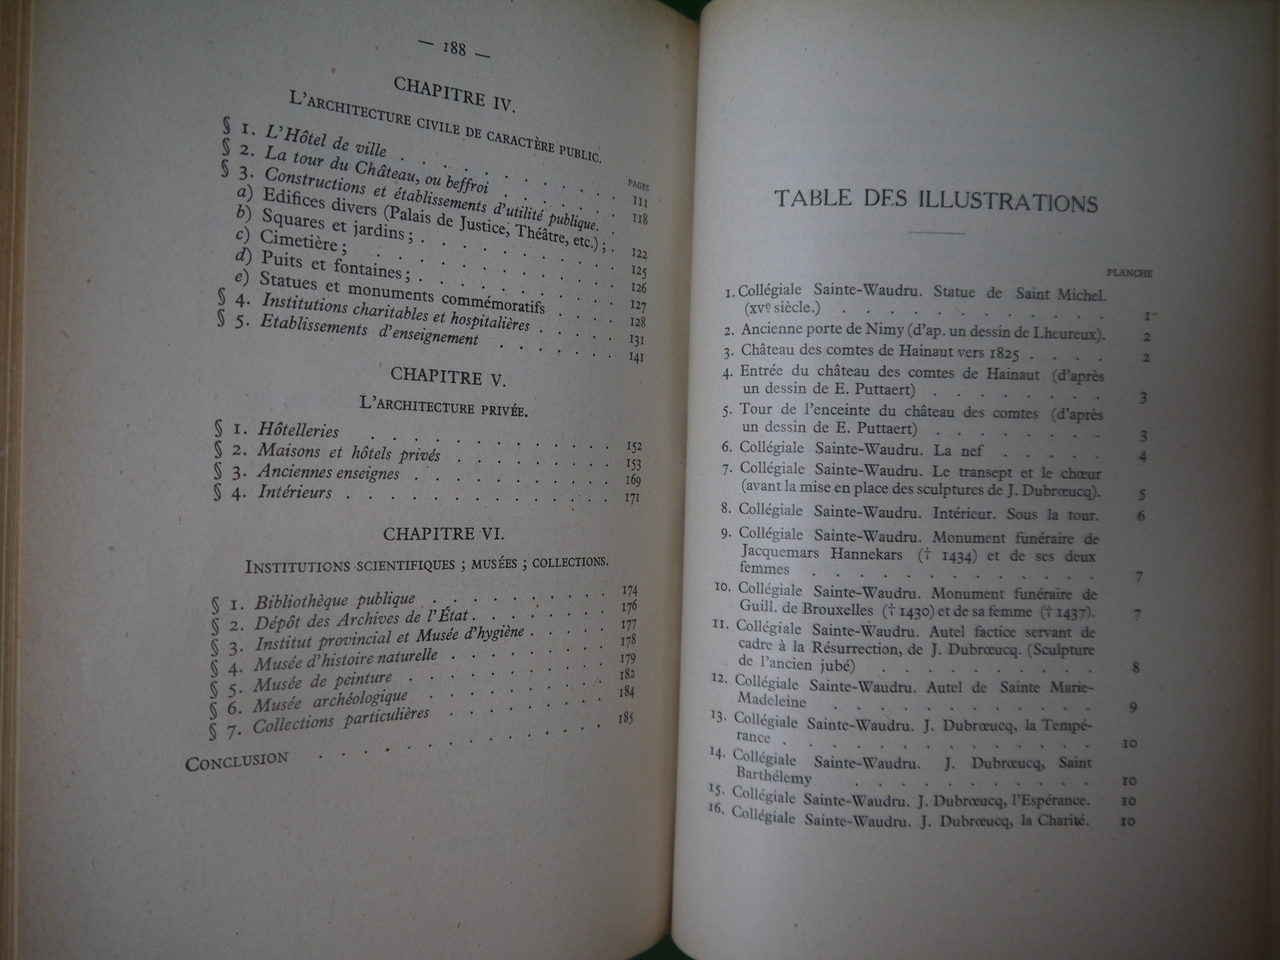 — 188 —
CHAPITRE IV.
L'ARCHITECTURE CIVILE DE CARACTÈRE PUBLIC.
PAGES
§ 1. L'Hôtel de ville . . . . . . . . . . 111
§ 2. La tour du Château, ou beffroi . . . . . . 118
§ 3. Constructions et établissements d'utilité publique. .
a) Edifices divers (Palais de Justice, Théâtre, etc.) ; . 122
b) Squares et jardins ; . . . . . . . . . 125
c) Cimetière ; . . . . . . . . . . 126
d) Puits et fontaines ; . . . . . . . . . 127
e) Statues et monuments commémoratifs . . . . 128
§ 4. Institutions charitables et hospitalières . . . . 131
§ 5. Etablissements d'enseignement . . . . . . 141
CHAPITRE V.
L'ARCHITECTURE PRIVÉE.
§ 1. Hôtelleries . . . . . . . . . . . 152
§ 2. Maisons et hôtels privés . . . . . . . . 153
§ 3. Anciennes enseignes . . . . . . . . . 169
§ 4. Intérieurs . . . . . . . . . . . . 171
CHAPITRE VI.
INSTITUTIONS SCIENTIFIQUES ; MUSÉES ; COLLECTIONS.
§ 1. Bibliothèque publique . . . . . . . . 174
§ 2. Dépôt des Archives de l'État . . . . . . . 176
§ 3. Institut provincial et Musée d'hygiène . . . . . 177
§ 4. Musée d'histoire naturelle . . . . . . . . 178
§ 5. Musée de peinture . . . . . . . . . 179
§ 6. Musée archéologique . . . . . . . . . 182
§ 7. Collections particulières . . . . . . . . 184
CONCLUSION . . . . . . . . . . . . 185
TABLE DES ILLUSTRATIONS
PLANCHE
1. Collégiale Sainte-Waudru. Statue de Saint Michel.
(XVe siècle.) . . . . . . . . . . . . 1
2. Ancienne porte de Nimy (d'ap. un dessin de Lheureux). 2
3. Château des comtes de Hainaut vers 1825 . . . . 2
4. Entrée du château des comtes de Hainaut (d'après
un dessin de E. Puttaert) . . . . . . . . 3
5. Tour de l'enceinte du château des comtes (d'après
un dessin de E. Puttaert) . . . . . . . . 3
6. Collégiale Sainte-Waudru. La nef . . . . . 4
7. Collégiale Sainte-Waudru. Le transept et le chœur
(avant la mise en place des sculptures de J. Dubrœucq). 5
8. Collégiale Sainte-Waudru. Intérieur. Sous la tour. 6
9. Collégiale Sainte-Waudru. Monument funéraire de
Jacquemars Hannekars († 1434) et de ses deux
femmes . . . . . . . . . . . . . 7
10. Collégiale Sainte-Waudru. Monument funéraire de
Guill. de Brouxelles († 1430) et de sa femme († 1437). 7
11. Collégiale Sainte-Waudru. Autel factice servant de
cadre à la Résurrection, de J. Dubrœucq. (Sculpture
de l'ancien jubé) . . . . . . . . . . 8
12. Collégiale Sainte-Waudru. Autel de Sainte Marie-
Madeleine . . . . . . . . . . . . 9
13. Collégiale Sainte-Waudru. J. Dubrœucq, la Tempé-
rance . . . . . . . . . . . . . . 10
14. Collégiale Sainte-Waudru. J. Dubrœucq, Saint
Barthélemy . . . . . . . . . . . . 10
15. Collégiale Sainte-Waudru. J. Dubrœucq, l'Espérance. 10
16. Collégiale Sainte-Waudru. J. Dubrœucq, la Charité. 10